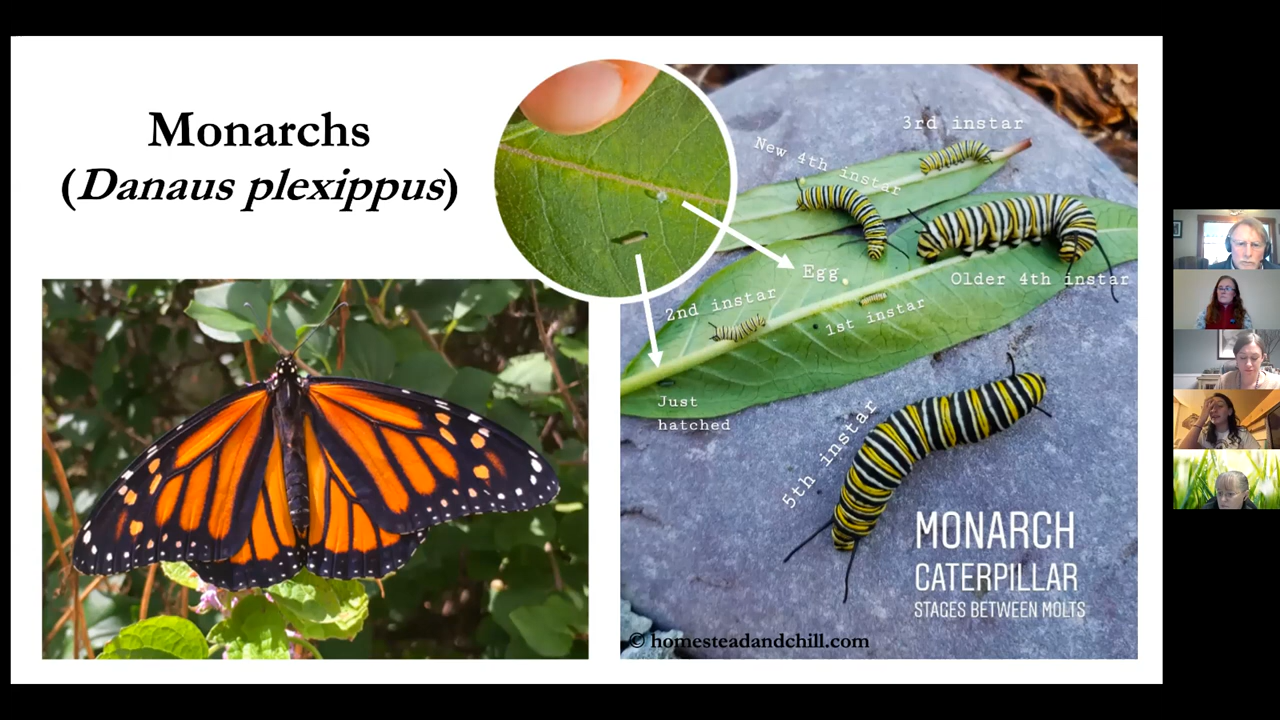 Monarchs
(Danaus plexippus)
3rd instar
New 4th instar
Egg
Older 4th instar
2nd instar
1st instar
Just
hatched
5th instar
MONARCH
CATERPILLAR
STAGES BETWEEN MOLTS
© homesteadandchill.com